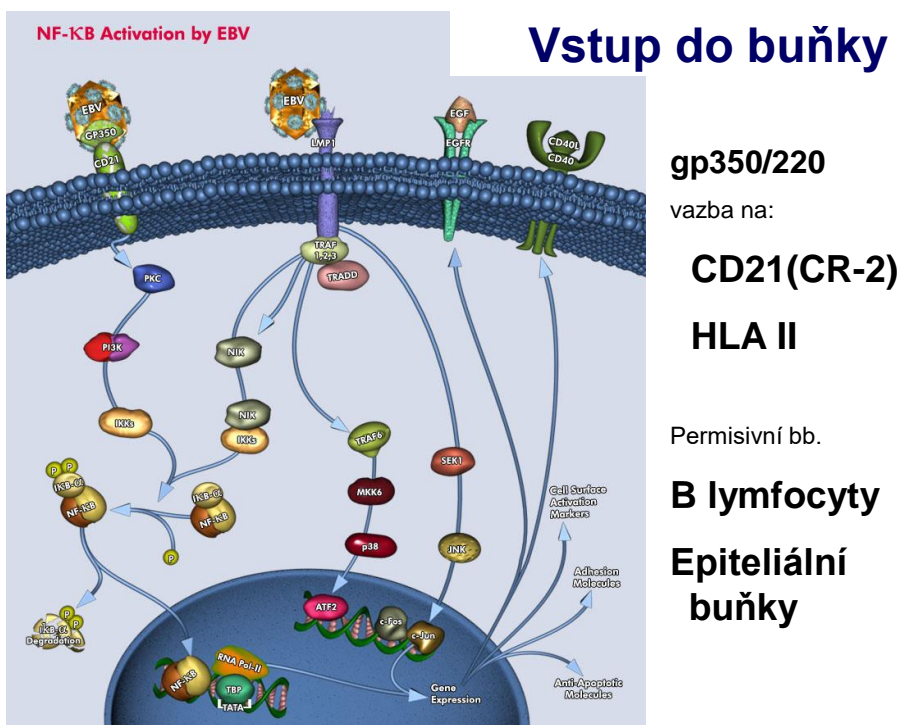 NF-κB Activation by EBV
Vstup do buňky
EBV
GP350
CD21
EBV
LMP1
EGF
EGFR
CD40L
CD40
gp350/220
vazba na:
CD21(CR-2)
HLA II
Permisivní bb.
B lymfocyty
Epiteliální
buňky
TRAF
1,2,3
TRADD
PKC
PI3K
NIK
NIK
IKKs
IKKs
TRAF6
SEK1
MKK6
p38
JNK
P
P
IκB-α
NF-κB
IκB-α
NF-κB
P
P
P
IκB-α
Degradation
Cell Surface
Activation
Markers
Adhesion
Molecules
Anti-Apoptotic
Molecules
ATF2
c-Fos
c-Jun
NF-κB
RNA Pol-II
TBP
TATA
Gene
Expression